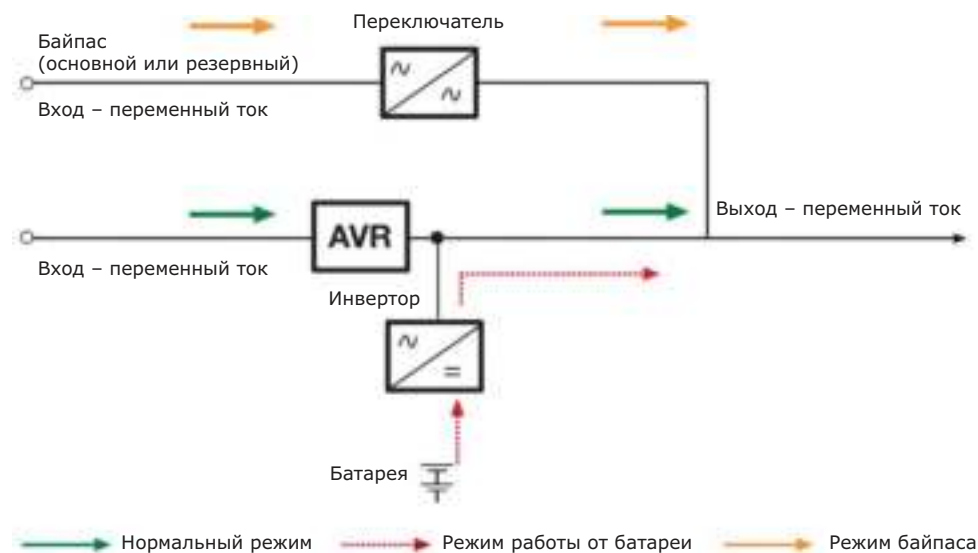 Переключатель
Байпас
(основной или резервный)
∿
∿
Вход – переменный ток
Выход – переменный ток
AVR
Вход – переменный ток
Инвертор
∿
=
Батарея
Нормальный режим
Режим работы от батареи
Режим байпаса